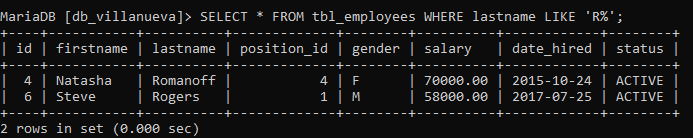 MariaDB [db_villanueva]> SELECT * FROM tbl_employees WHERE lastname LIKE 'R%';
+----+-----------+----------+-------------+--------+----------+------------+--------+
| id | firstname | lastname | position_id | gender | salary   | date_hired | status |
+----+-----------+----------+-------------+--------+----------+------------+--------+
|  4 | Natasha   | Romanoff |           4 | F      | 70000.00 | 2015-10-24 | ACTIVE |
|  6 | Steve     | Rogers   |           1 | M      | 58000.00 | 2017-07-25 | ACTIVE |
+----+-----------+----------+-------------+--------+----------+------------+--------+
2 rows in set (0.000 sec)